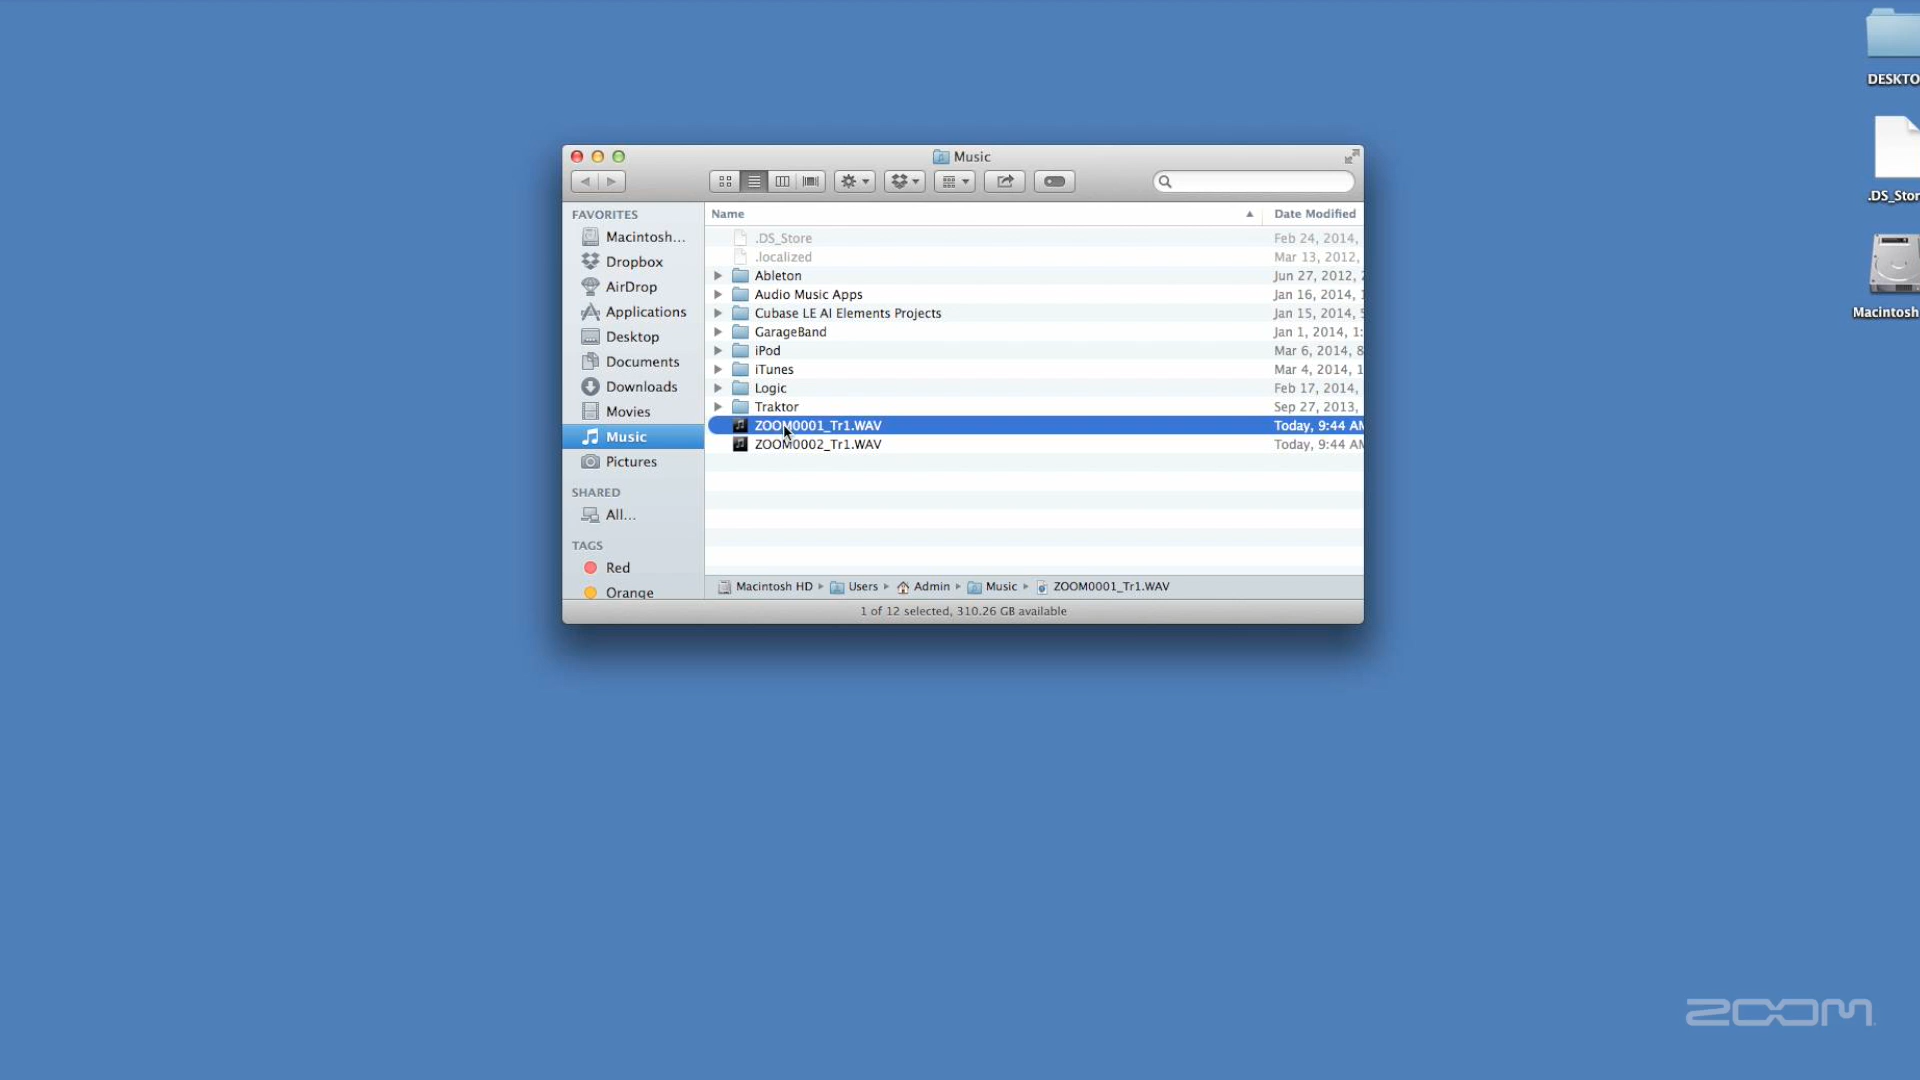 DESKTO
.DS_Stor
Macintosh
Music
FAVORITES
Macintosh...
Dropbox
AirDrop
Applications
Desktop
Documents
Downloads
Movies
Music
Pictures
SHARED
All...
TAGS
Red
Orange
Name Date Modified
.DS_Store Feb 24, 2014,
.localized Mar 13, 2012,
Ableton Jun 27, 2012,
Audio Music Apps Jan 16, 2014, 1
Cubase LE AI Elements Projects Jan 15, 2014,
GarageBand Jan 1, 2014, 1:
iPod Mar 6, 2014, 8
iTunes Mar 4, 2014, 1
Logic Feb 17, 2014,
Traktor Sep 27, 2013,
ZOOM0001_Tr1.WAV Today, 9:44 AM
ZOOM0002_Tr1.WAV Today, 9:44 AM
Macintosh HD Users Admin Music ZOOM0001_Tr1.WAV
1 of 12 selected, 310.26 GB available
ZOOM